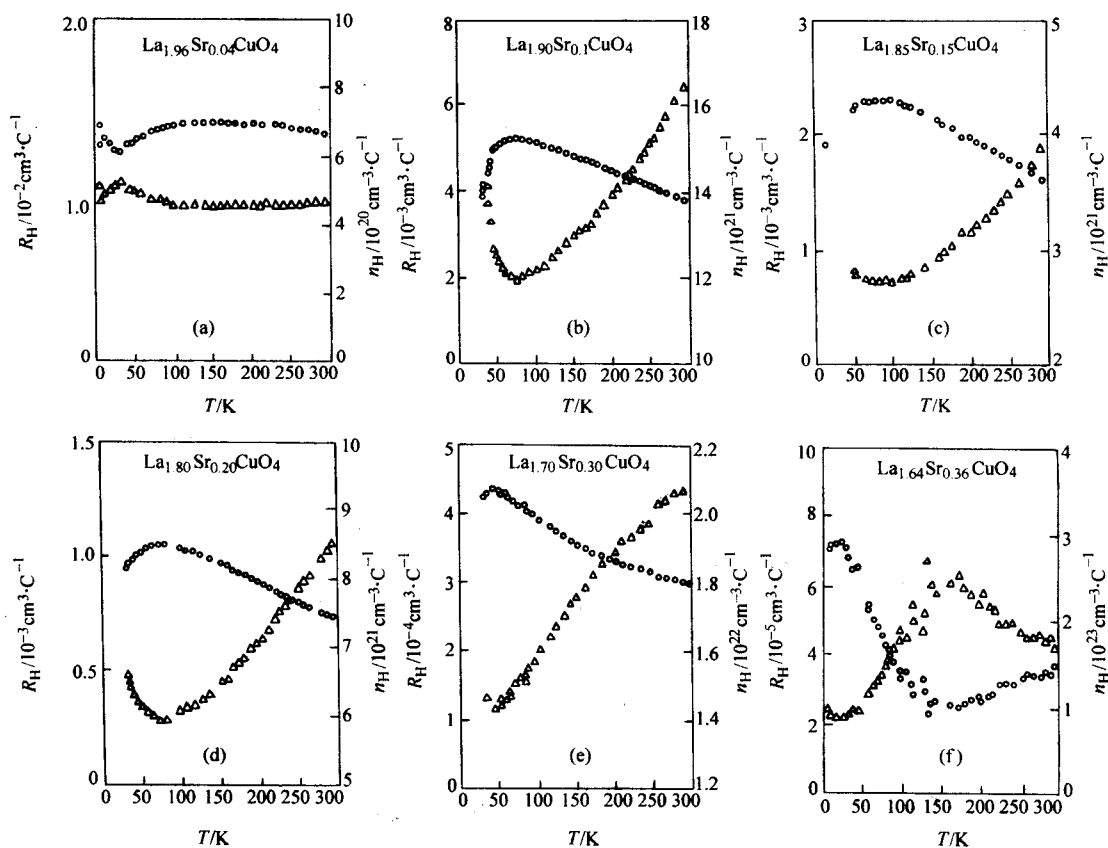 La1.96Sr0.04CuO4
2.0
1.0
0
10
8
7
6
4
2
0
0 50 100 150 200 250 300
RH/10−2cm3·C−1
nH/1020cm−3·C−1
(a)
T/K
La1.90Sr0.1CuO4
8
6
4
2
0
18
16
14
12
10
0 50 100 150 200 250 300
RH/10−3cm3·C−1
nH/1021cm−3·C−1
(b)
T/K
La1.85Sr0.15CuO4
3
2
1
0
5
4
3
2
0 50 100 150 200 250 300
RH/10−3cm3·C−1
nH/1021cm−3·C−1
(c)
T/K
La1.80Sr0.20CuO4
1.5
1.0
0.5
0
10
9
8
7
6
5
0 50 100 150 200 250 300
RH/10−3cm3·C−1
nH/1021cm−3·C−1
(d)
T/K
La1.70Sr0.30CuO4
5
4
3
2
1
0
2.2
2.0
1.8
1.6
1.4
1.2
0 50 100 150 200 250 300
RH/10−4cm3·C−1
nH/1022cm−3·C−1
(e)
T/K
La1.64Sr0.36CuO4
10
8
6
4
2
0
4
3
2
1
0
0 50 100 150 200 250 300
RH/10−5cm3·C−1
nH/1023cm−3·C−1
(f)
T/K